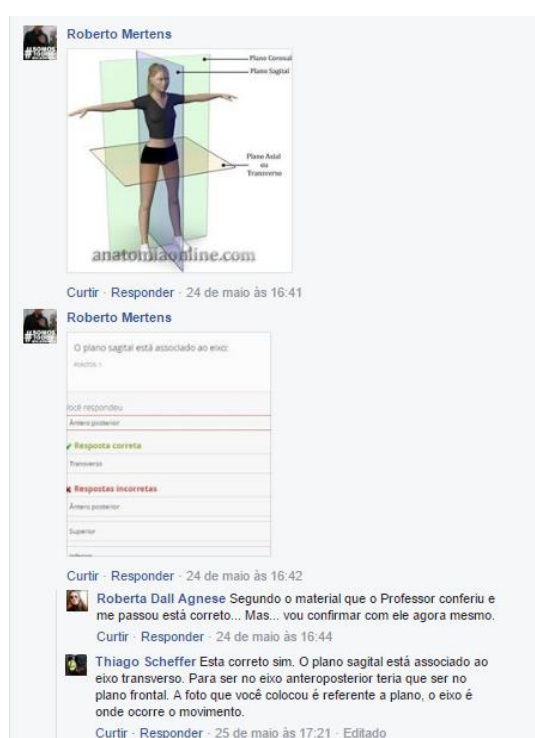 Roberto Mertens
Plano Coronal
Plano Sagital
Plano Axial
ou
Transverso
anatomiaonline.com
Curtir · Responder · 24 de maio às 16:41
Roberto Mertens
O plano sagital está associado ao eixo:
você respondeu
Ântero posterior
Resposta correta
Transverso
Respostas incorretas
Ântero posterior
Superior
Inferior
Curtir · Responder · 24 de maio às 16:42
Roberta Dall Agnese Segundo o material que o Professor conferiu e
me passou está correto... Mas... vou confirmar com ele agora mesmo.
Curtir · Responder · 24 de maio às 16:44
Thiago Scheffer Esta correto sim. O plano sagital está associado ao
eixo transverso. Para ser no eixo anteroposterior teria que ser no
plano frontal. A foto que você colocou é referente a plano, o eixo é
onde ocorre o movimento.
Curtir · Responder · 25 de maio às 17:21 · Editado